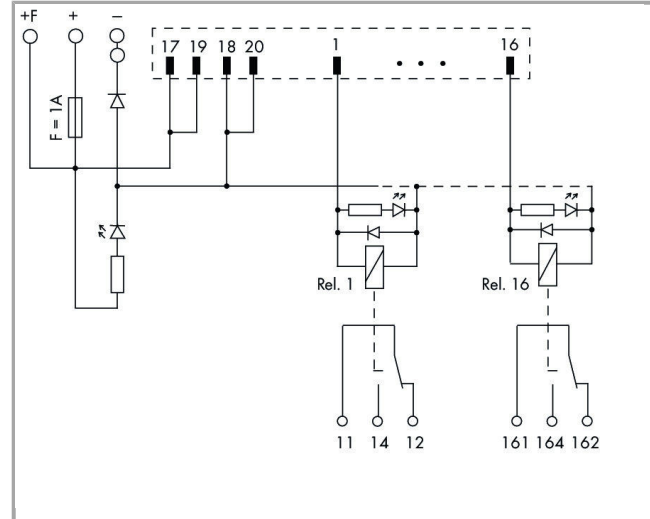 +F + –
17 19 18 20 1 • • • 16
F = 1A
Rel. 1 Rel. 16
11 14 12 161 164 162